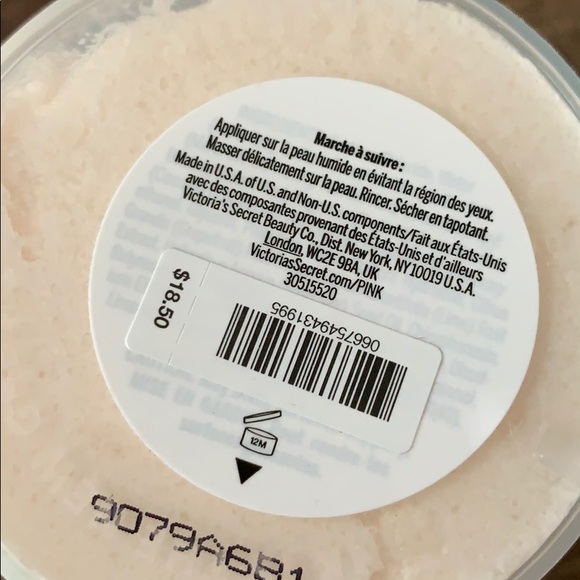 Marche à suivre :
Appliquer sur la peau humide en évitant la région des yeux.
Masser délicatement sur la peau. Rincer. Sécher en tapotant.
Made in U.S.A. of U.S. and Non-U.S. components/Fait aux États-Unis
avec des composantes provenant des États-Unis et d'ailleurs
Victoria's Secret Beauty Co., Dist. New York, NY 10019 U.S.A.
London, WC2E 9BA, UK
VictoriasSecret.com/PINK
30515520
$18.50
0667549431995
12M
9079A681